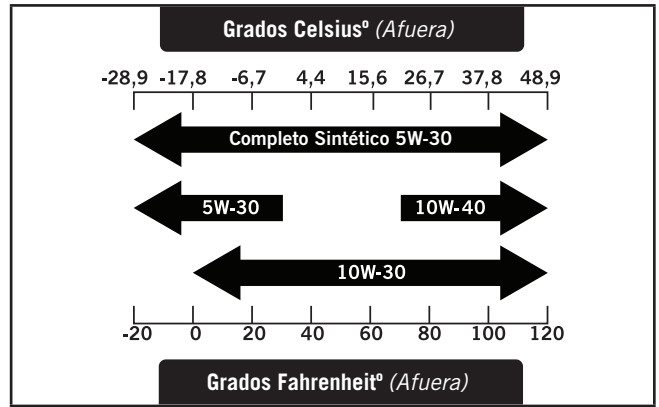 Grados Celsiusº (Afuera)
-28,9 -17,8 -6,7 4,4 15,6 26,7 37,8 48,9
Completo Sintético 5W-30
5W-30 10W-40
10W-30
-20 0 20 40 60 80 100 120
Grados Fahrenheitº (Afuera)